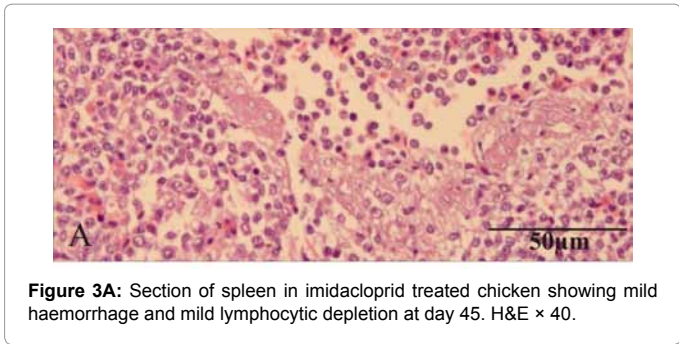 A
50µm
Figure 3A: Section of spleen in imidacloprid treated chicken showing mild
haemorrhage and mild lymphocytic depletion at day 45. H&E × 40.